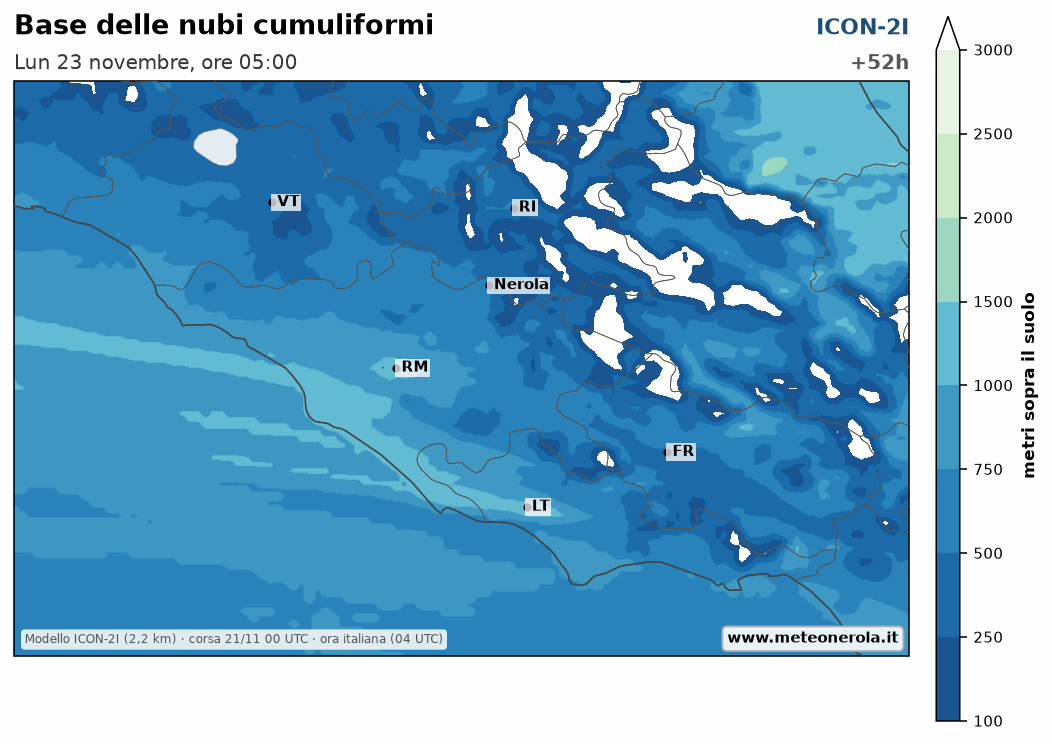 Base delle nubi cumuliformi
ICON-2I
Lun 23 novembre, ore 05:00
+52h
3000
2500
2000
1500
1000
750
500
250
100
metri sopra il suolo
VT
RI
Nerola
RM
FR
LT
Modello ICON-2I (2,2 km) · corsa 21/11 00 UTC · ora italiana (04 UTC)
www.meteonerola.it